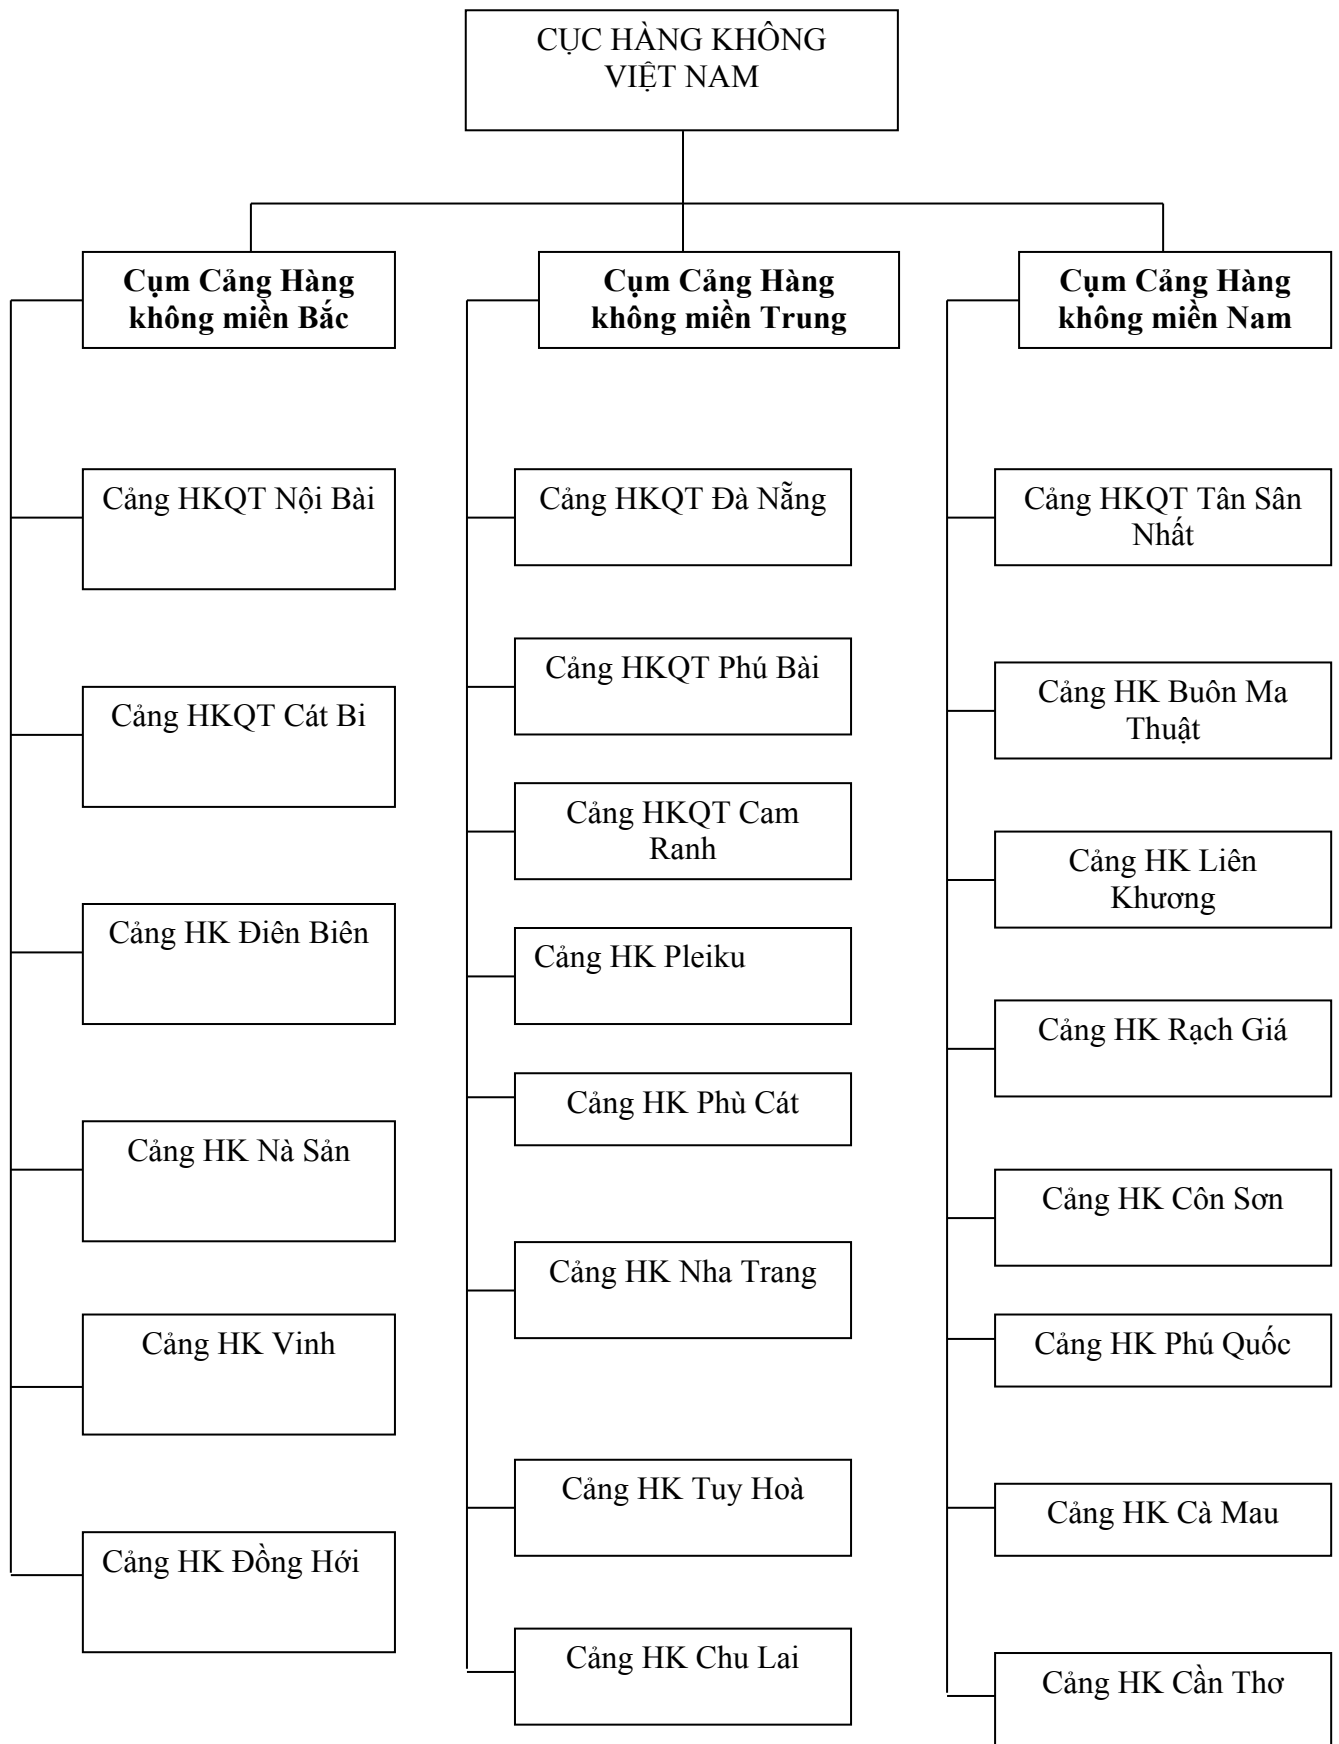 CỤC HÀNG KHÔNG
VIỆT NAM
Cụm Cảng Hàng
không miền Bắc
Cụm Cảng Hàng
không miền Trung
Cụm Cảng Hàng
không miền Nam
Cảng HKQT Nội Bài
Cảng HKQT Cát Bi
Cảng HK Điên Biên
Cảng HK Nà Sản
Cảng HK Vinh
Cảng HK Đồng Hới
Cảng HKQT Đà Nẵng
Cảng HKQT Phú Bài
Cảng HKQT Cam
Ranh
Cảng HK Pleiku
Cảng HK Phù Cát
Cảng HK Nha Trang
Cảng HK Tuy Hoà
Cảng HK Chu Lai
Cảng HKQT Tân Sân
Nhất
Cảng HK Buôn Ma
Thuật
Cảng HK Liên
Khương
Cảng HK Rạch Giá
Cảng HK Côn Sơn
Cảng HK Phú Quốc
Cảng HK Cà Mau
Cảng HK Cần Thơ